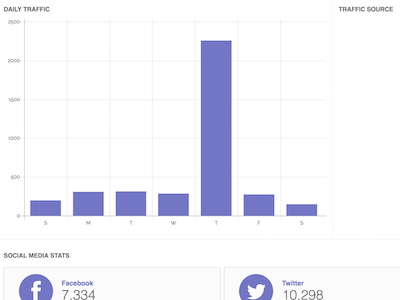 DAILY TRAFFIC
TRAFFIC SOURCE
2500
2000
1500
1000
500
0
S M T W T F S
SOCIAL MEDIA STATS
Facebook
7,334
Twitter
10,298